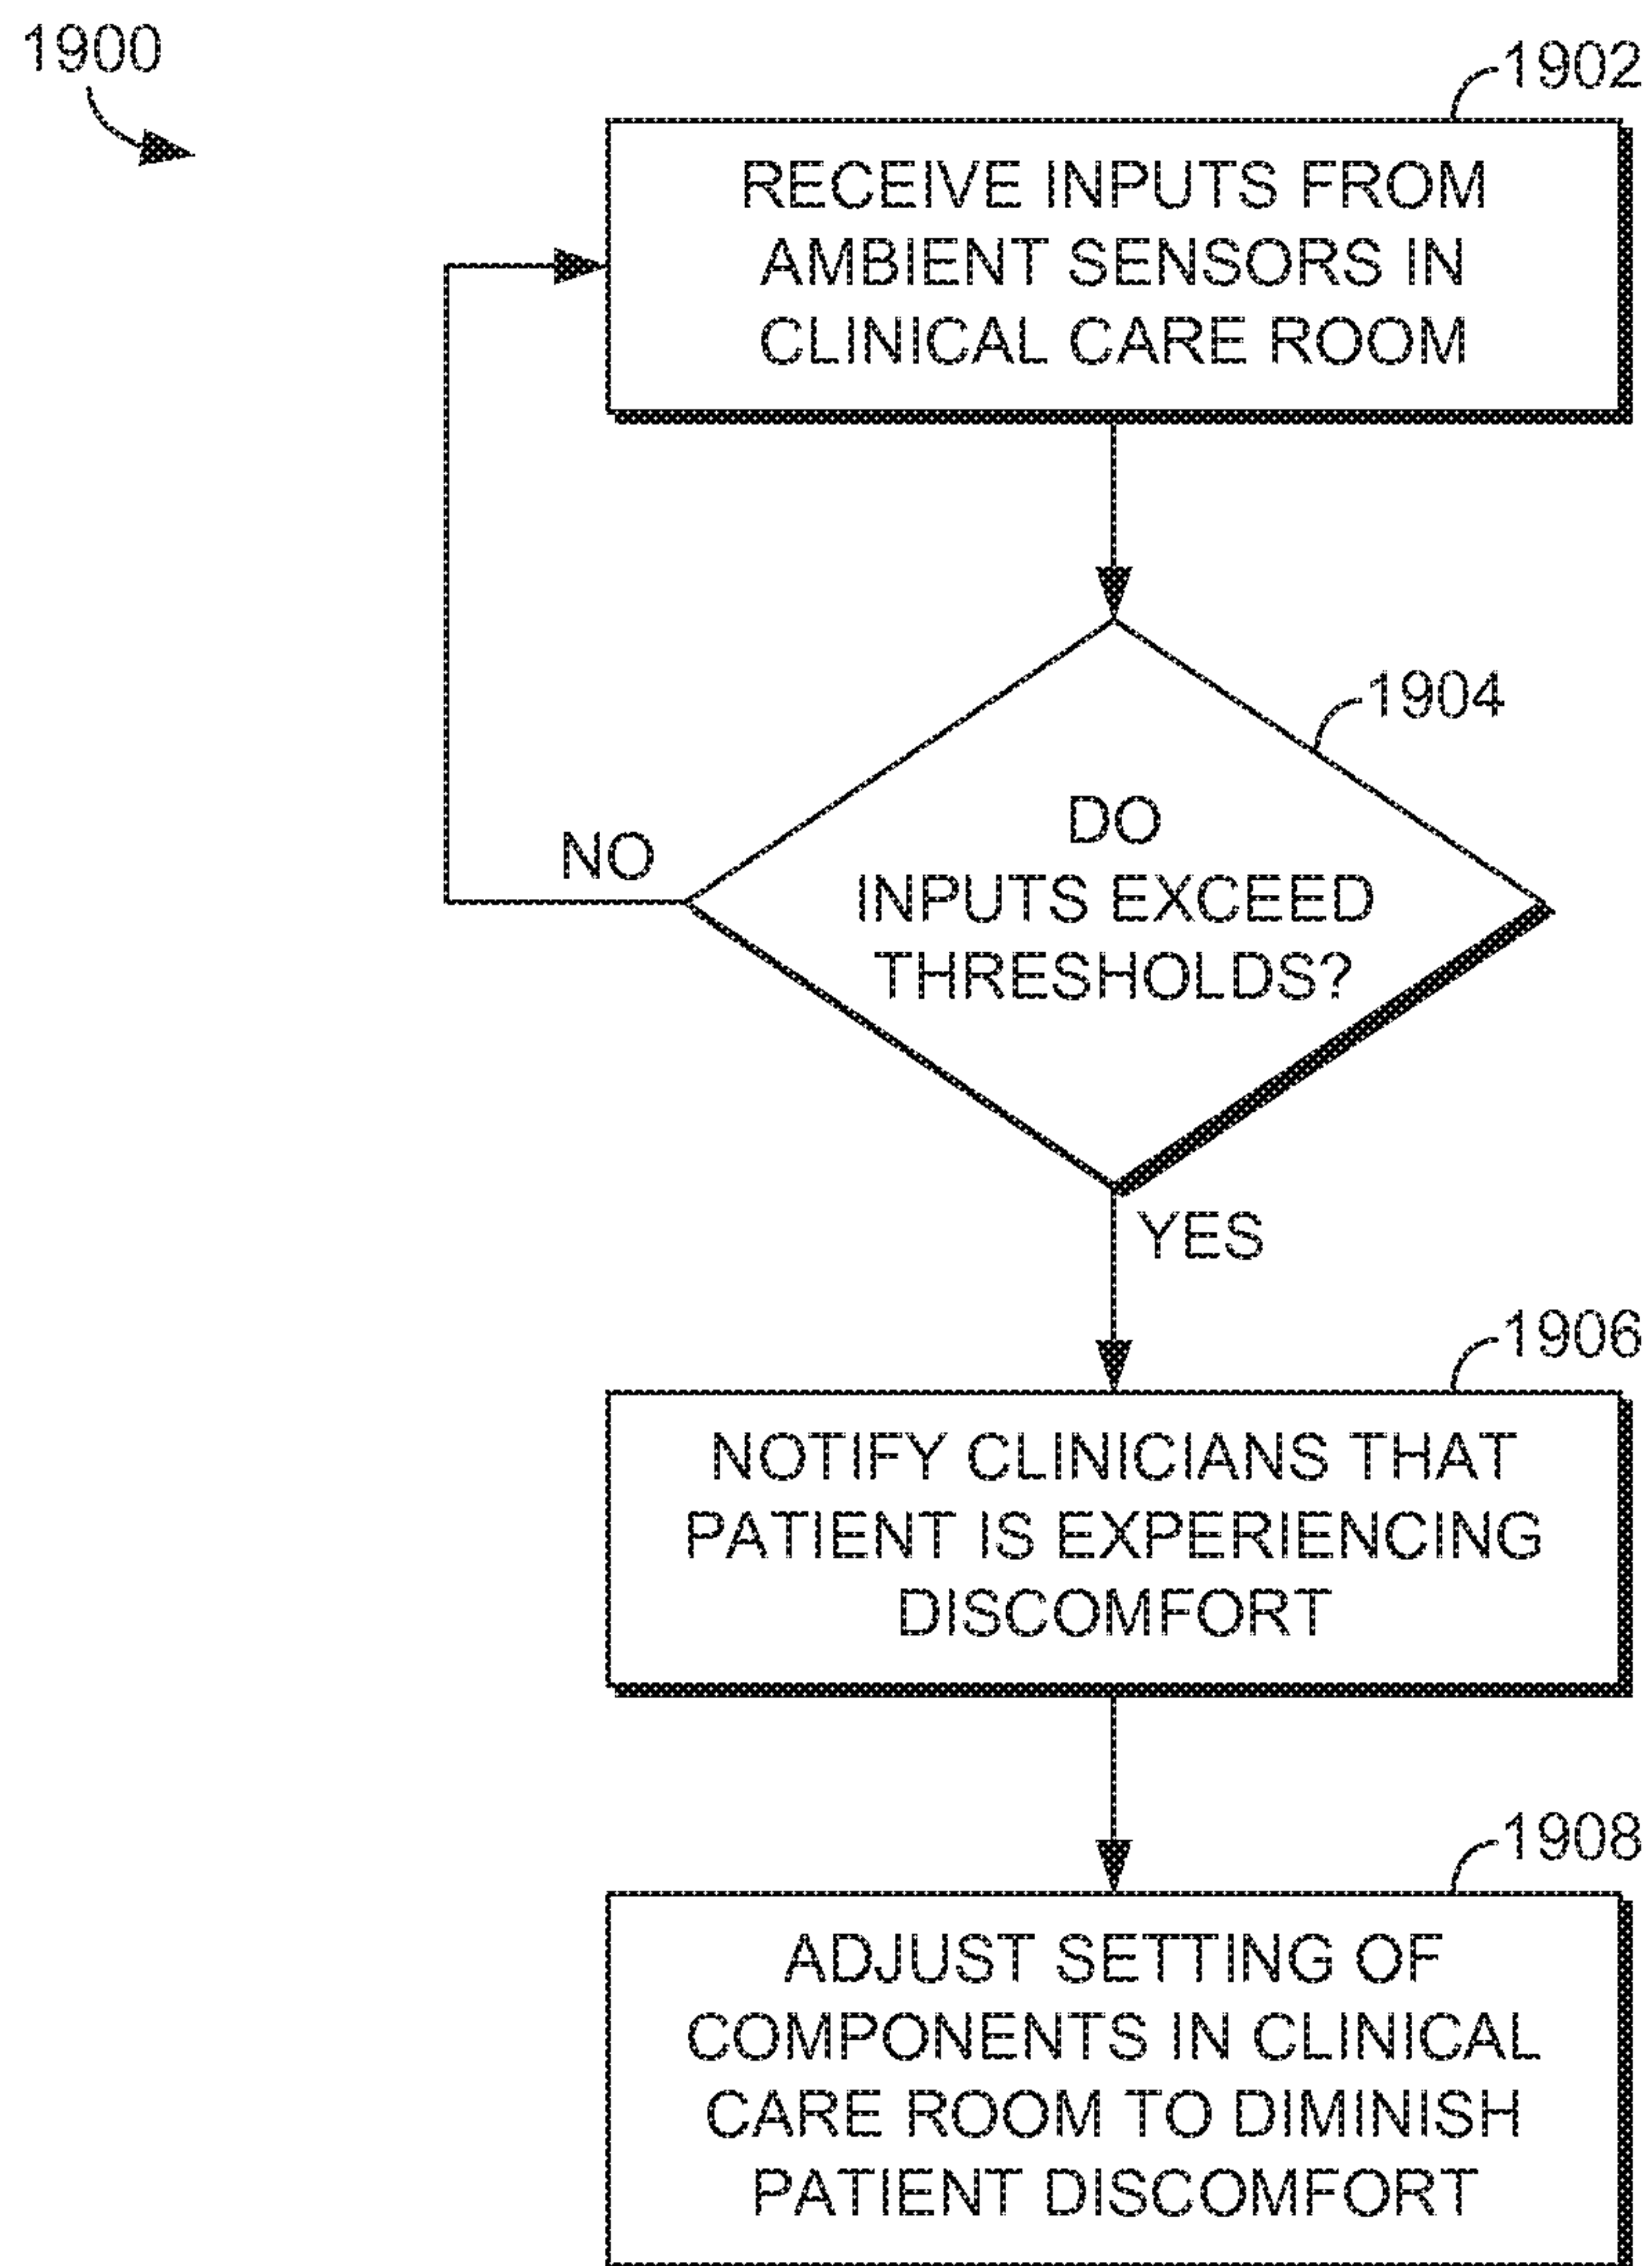 1900
1902
RECEIVE INPUTS FROM
AMBIENT SENSORS IN
CLINICAL CARE ROOM
1904
DO
INPUTS EXCEED
THRESHOLDS?
NO
YES
1906
NOTIFY CLINICIANS THAT
PATIENT IS EXPERIENCING
DISCOMFORT
1908
ADJUST SETTING OF
COMPONENTS IN CLINICAL
CARE ROOM TO DIMINISH
PATIENT DISCOMFORT